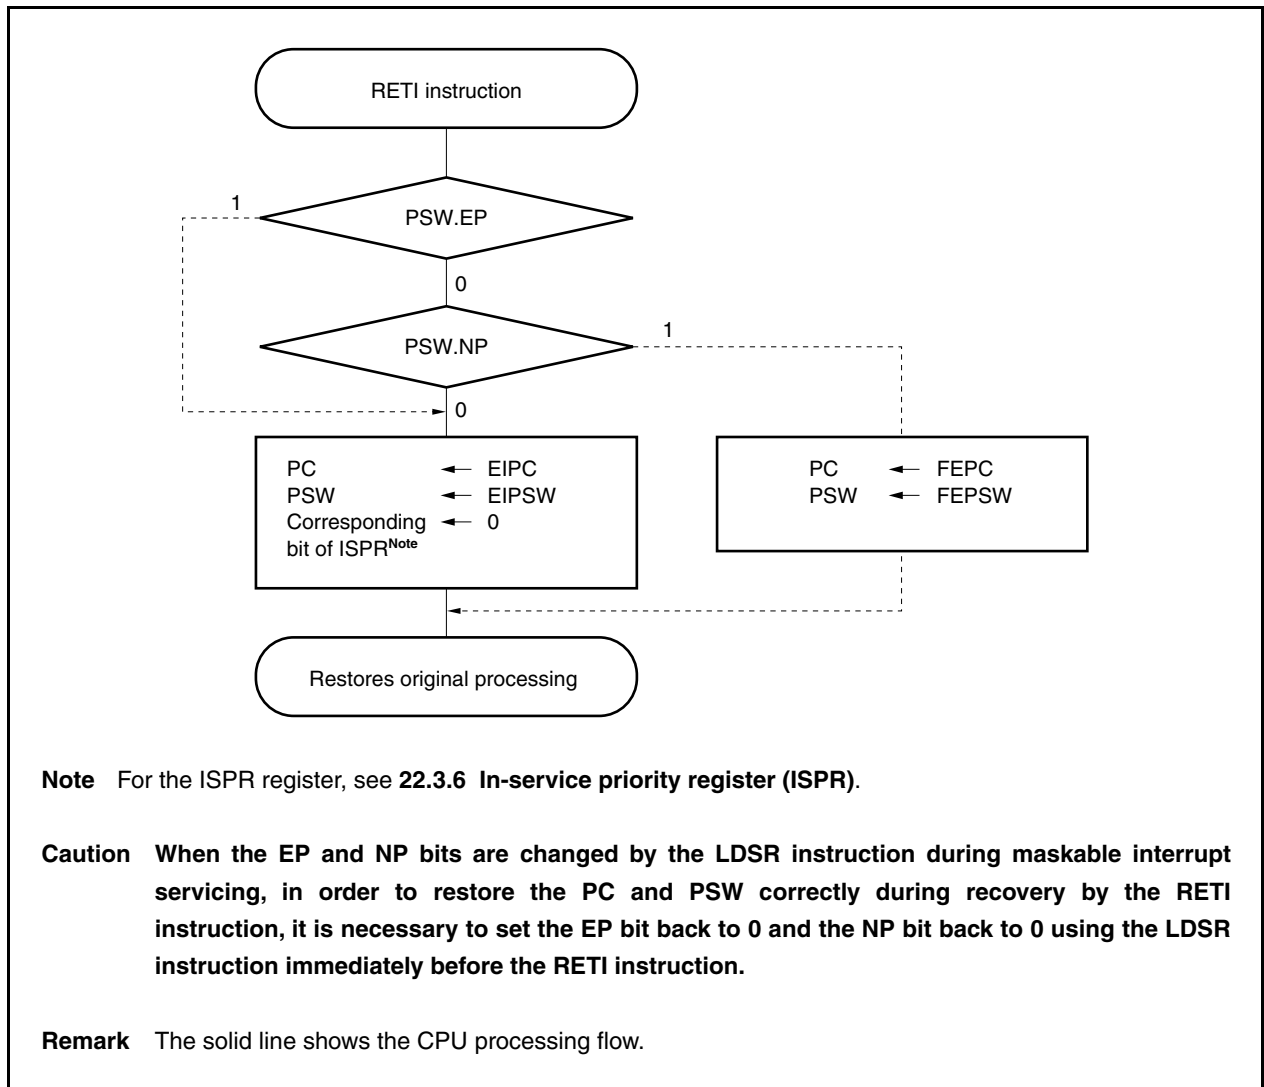 RETI instruction
1
PSW.EP
0
PSW.NP
1
0
PC ← EIPC
PSW ← EIPSW
Corresponding ← 0
bit of ISPRNote
PC ← FEPC
PSW ← FEPSW
Restores original processing
Note For the ISPR register, see 22.3.6 In-service priority register (ISPR).
Caution When the EP and NP bits are changed by the LDSR instruction during maskable interrupt
servicing, in order to restore the PC and PSW correctly during recovery by the RETI
instruction, it is necessary to set the EP bit back to 0 and the NP bit back to 0 using the LDSR
instruction immediately before the RETI instruction.
Remark The solid line shows the CPU processing flow.